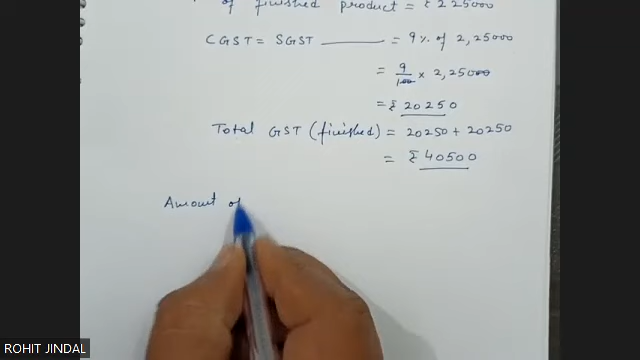 of finished product = ₹ 225000
CGST = SGST ——— = 9% of 2,25000
= 9/100 × 2,25000
= ₹ 20250
Total GST (finished) = 20250 + 20250
= ₹ 40500
Amount of
ROHIT JINDAL